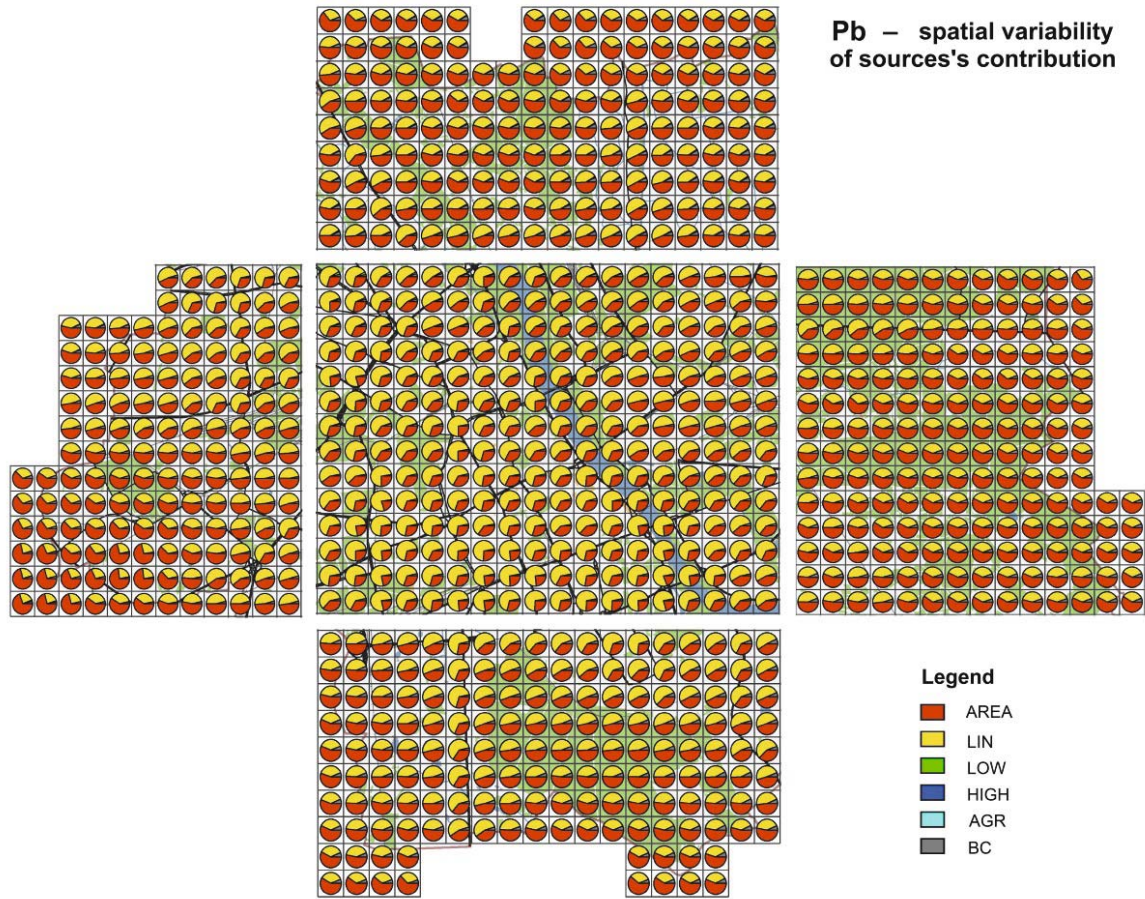 Pb – spatial variability
of sources's contribution
Legend
AREA
LIN
LOW
HIGH
AGR
BC